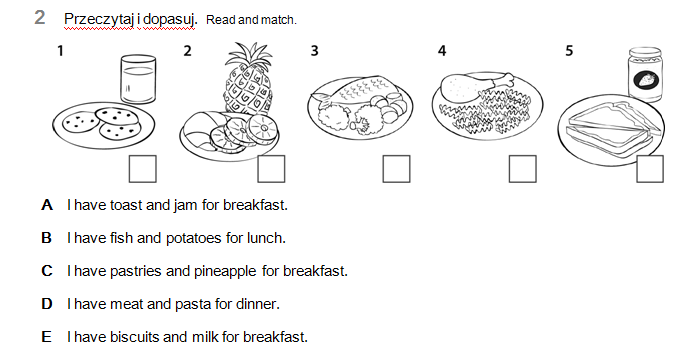 2 Przeczytaj i dopasuj. Read and match.
1 2 3 4 5
A I have toast and jam for breakfast.
B I have fish and potatoes for lunch.
C I have pastries and pineapple for breakfast.
D I have meat and pasta for dinner.
E I have biscuits and milk for breakfast.